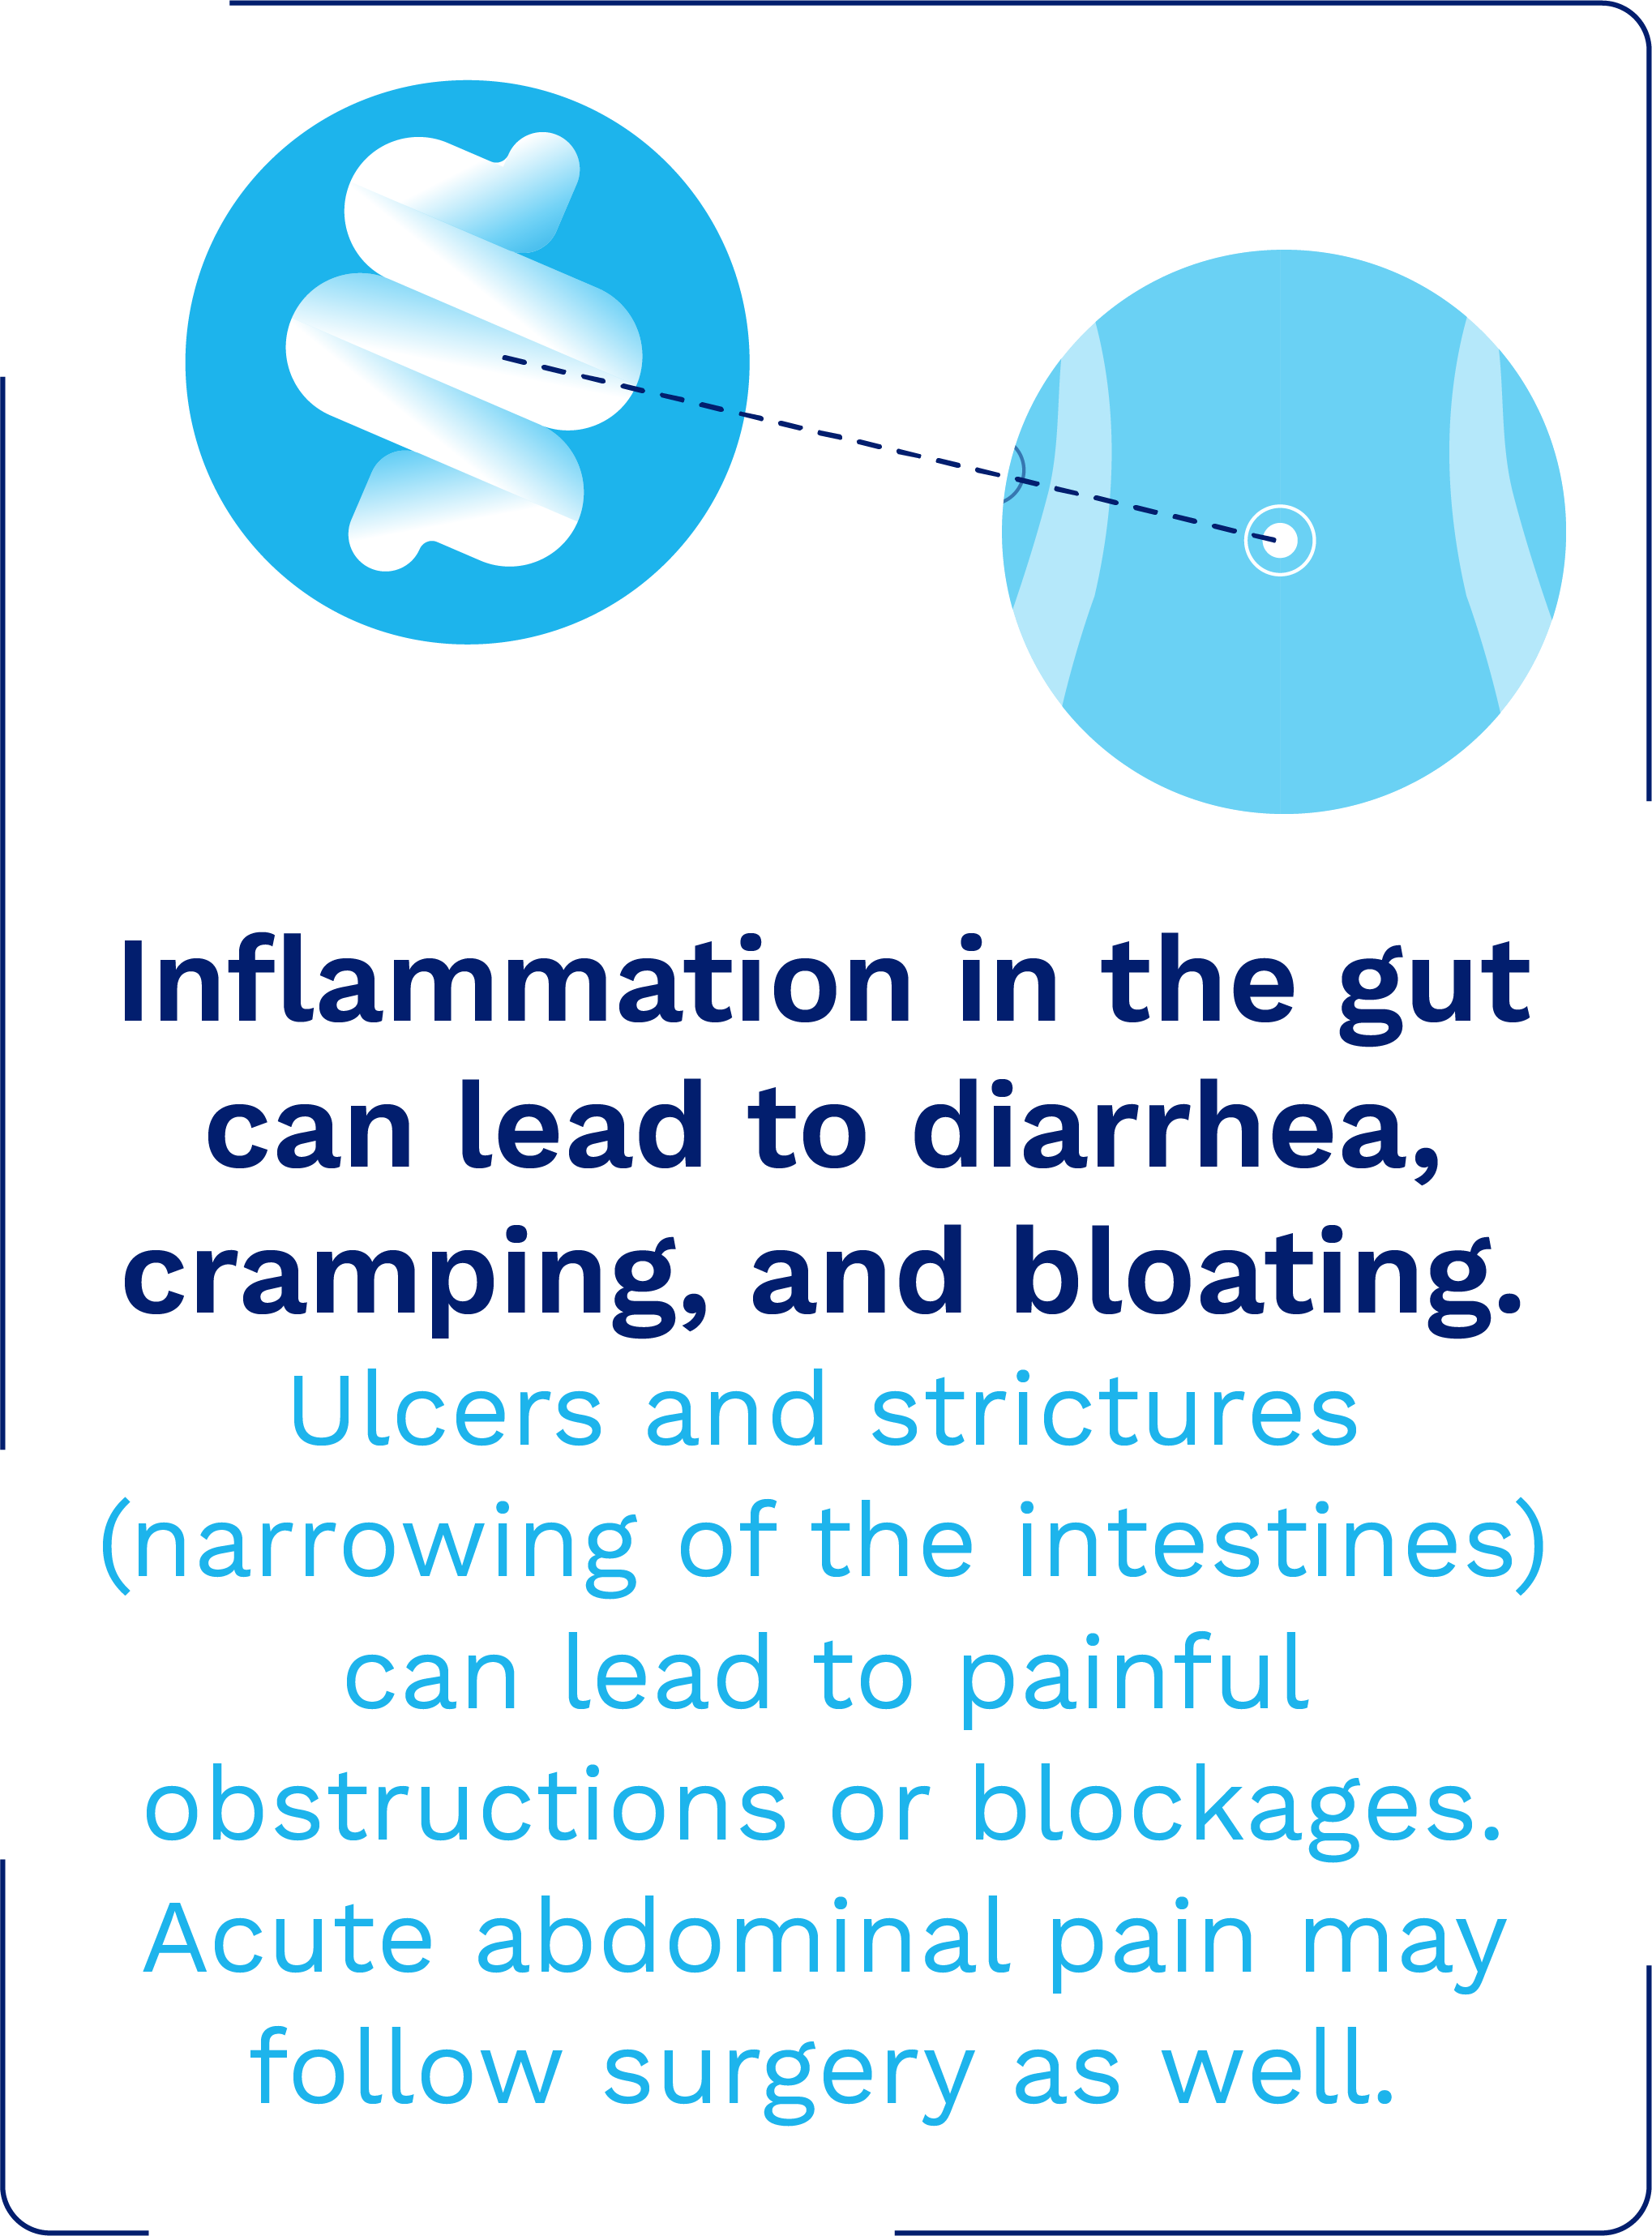 Inflammation in the gut
can lead to diarrhea,
cramping, and bloating.
Ulcers and strictures
(narrowing of the intestines)
can lead to painful
obstructions or blockages.
Acute abdominal pain may
follow surgery as well.